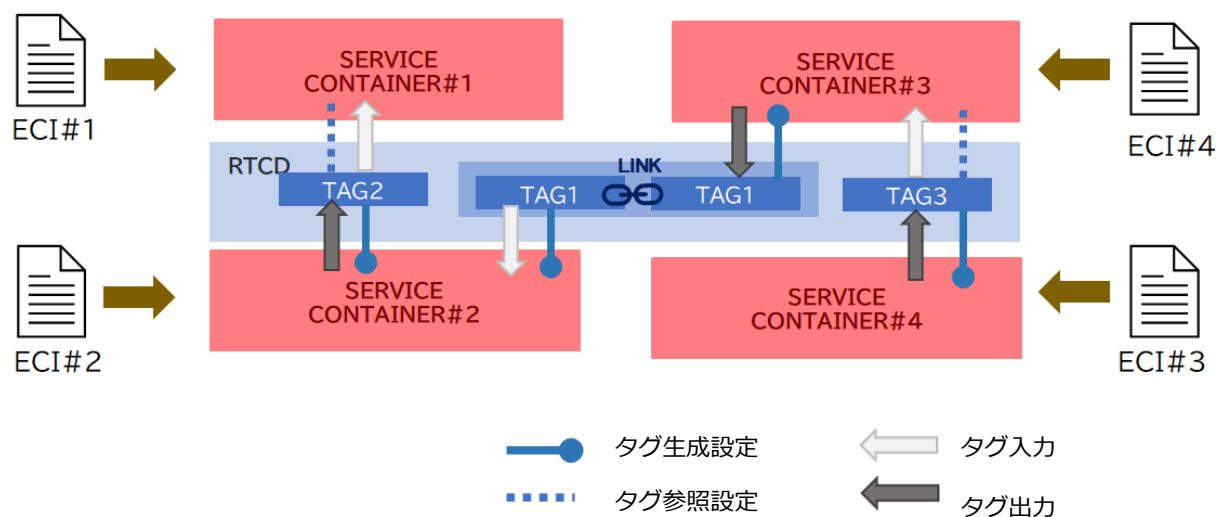 SERVICE
CONTAINER#1
SERVICE
CONTAINER#3
ECI#1
ECI#4
RTCD
LINK
TAG2
TAG1
TAG1
TAG3
SERVICE
CONTAINER#2
SERVICE
CONTAINER#4
ECI#2
ECI#3
タグ生成設定
タグ入力
タグ参照設定
タグ出力